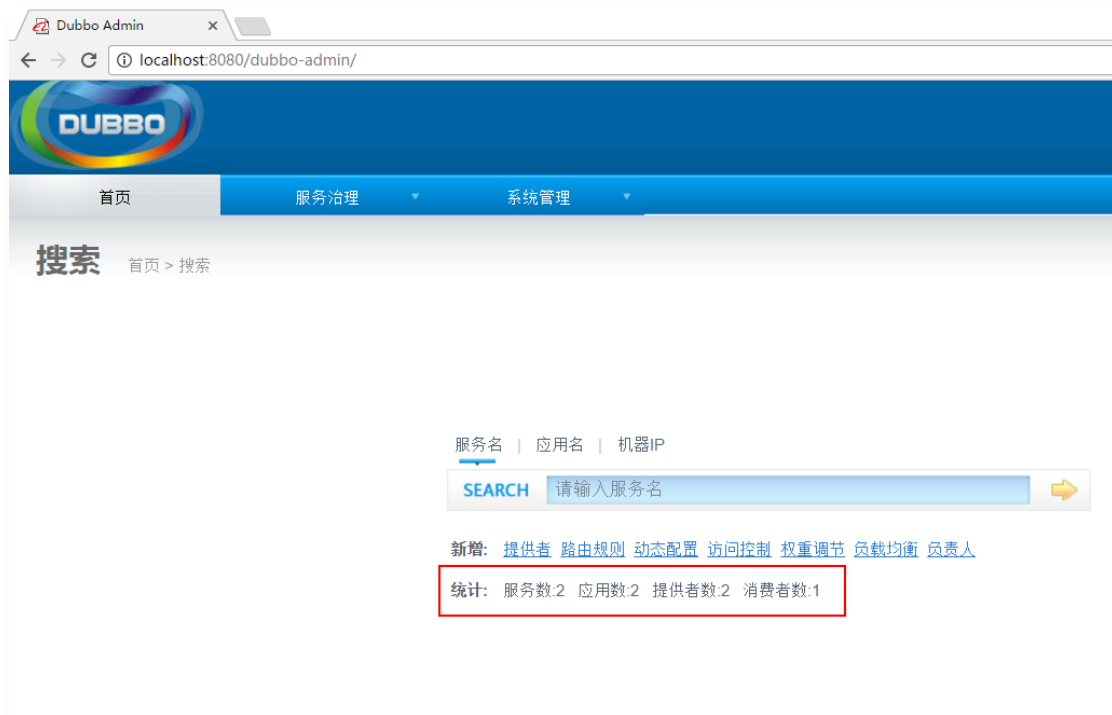 Dubbo Admin
localhost:8080/dubbo-admin/
DUBBO
首页 服务治理 系统管理
搜索 首页 > 搜索
服务名 | 应用名 | 机器IP
SEARCH 请输入服务名
新增: 提供者 路由规则 动态配置 访问控制 权重调节 负载均衡 负责人
统计: 服务数:2 应用数:2 提供者数:2 消费者数:1